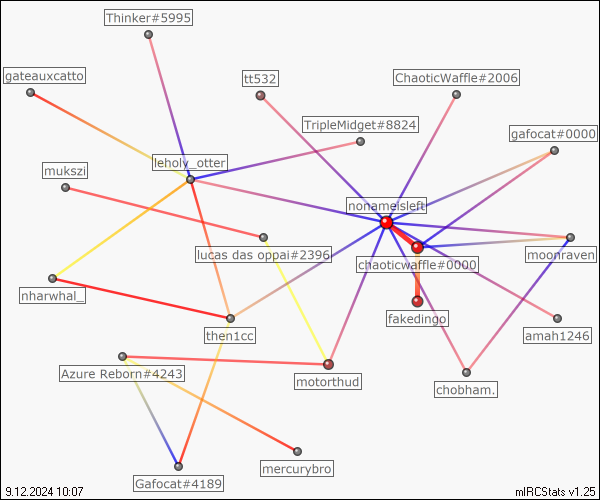 Thinker#5995
gateauxcatto
tt532
ChaoticWaffle#2006
TripleMidget#8824
gafocat#0000
mukszi
leholy_otter
nonameisleft
lucas das oppai#2396
chaoticwaffle#0000
moonraven
nharwhal_
then1cc
fakedingo
amah1246
Azure Reborn#4243
motorthud
chobham.
Gafocat#4189
mercurybro
9.12.2024 10:07
mIRCStats v1.25